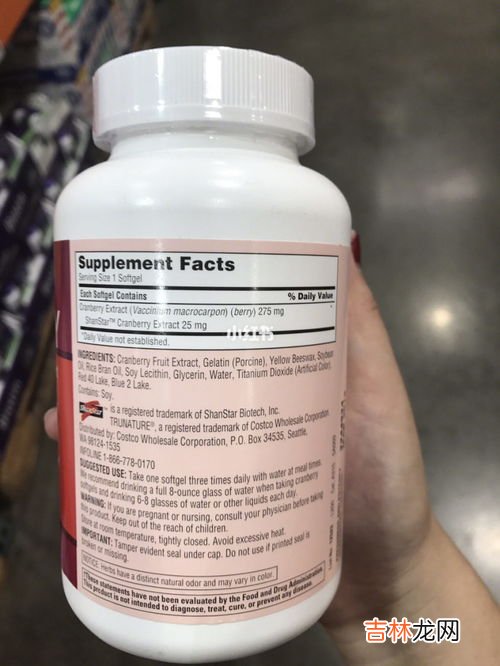 Supplement Facts
Serving Size 1 Softgel
Each Softgel Contains % Daily Value
Cranberry Extract (Vaccinium macrocarpon) (berry) 275 mg *
ShanStar™ Cranberry Extract 25 mg
*Daily Value not established.
小红书
INGREDIENTS: Cranberry Fruit Extract, Gelatin (Porcine), Yellow Beeswax, Soybean
Oil, Rice Bran Oil, Soy Lecithin, Glycerin, Water, Titanium Dioxide (Artificial Color),
Red 40 Lake, Blue 2 Lake.
Contains: Soy.
ShanStar is a registered trademark of ShanStar Biotech, Inc.
TRUNATURE®, a registered trademark of Costco Wholesale Corporation
Distributed by: Costco Wholesale Corporation, P.O. Box 34535, Seattle,
WA 98124-1535
INFOLINE 1-866-778-0170
SUGGESTED USE: Take one softgel three times daily with water at meal times.
We recommend drinking a full 8-ounce glass of water when taking cranberry
softgels and drinking 6-8 glasses of water or other liquids each day.
WARNING: If you are pregnant or nursing, consult your physician before taking
this product. Keep out of the reach of children.
Store at room temperature, tightly closed. Avoid excessive heat.
IMPORTANT: Tamper evident seal under cap. Do not use if printed seal is
broken or missing.
NOTICE: Herbs have a distinct natural odor and may vary in color.
*These statements have not been evaluated by the Food and Drug Administration.
This product is not intended to diagnose, treat, cure, or prevent any disease.
吉林龙网